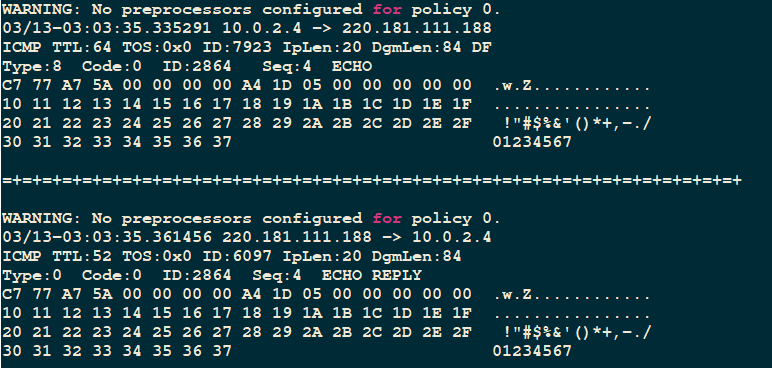 WARNING: No preprocessors configured for policy 0.
03/13-03:03:35.335291 10.0.2.4 -> 220.181.111.188
ICMP TTL:64 TOS:0x0 ID:7923 IpLen:20 DgmLen:84 DF
Type:8  Code:0  ID:2864   Seq:4  ECHO
C7 77 A7 5A 00 00 00 00 A4 1D 05 00 00 00 00 00  .w.Z............
10 11 12 13 14 15 16 17 18 19 1A 1B 1C 1D 1E 1F  ................
20 21 22 23 24 25 26 27 28 29 2A 2B 2C 2D 2E 2F   !"#$%&'()*+,-./
30 31 32 33 34 35 36 37                          01234567
=+=+=+=+=+=+=+=+=+=+=+=+=+=+=+=+=+=+=+=+=+=+=+=+=+=+=+=+=+=+=+=+=+=+=+=+=+
WARNING: No preprocessors configured for policy 0.
03/13-03:03:35.361456 220.181.111.188 -> 10.0.2.4
ICMP TTL:52 TOS:0x0 ID:6097 IpLen:20 DgmLen:84
Type:0  Code:0  ID:2864  Seq:4  ECHO REPLY
C7 77 A7 5A 00 00 00 00 A4 1D 05 00 00 00 00 00  .w.Z............
10 11 12 13 14 15 16 17 18 19 1A 1B 1C 1D 1E 1F  ................
20 21 22 23 24 25 26 27 28 29 2A 2B 2C 2D 2E 2F   !"#$%&'()*+,-./
30 31 32 33 34 35 36 37                          01234567